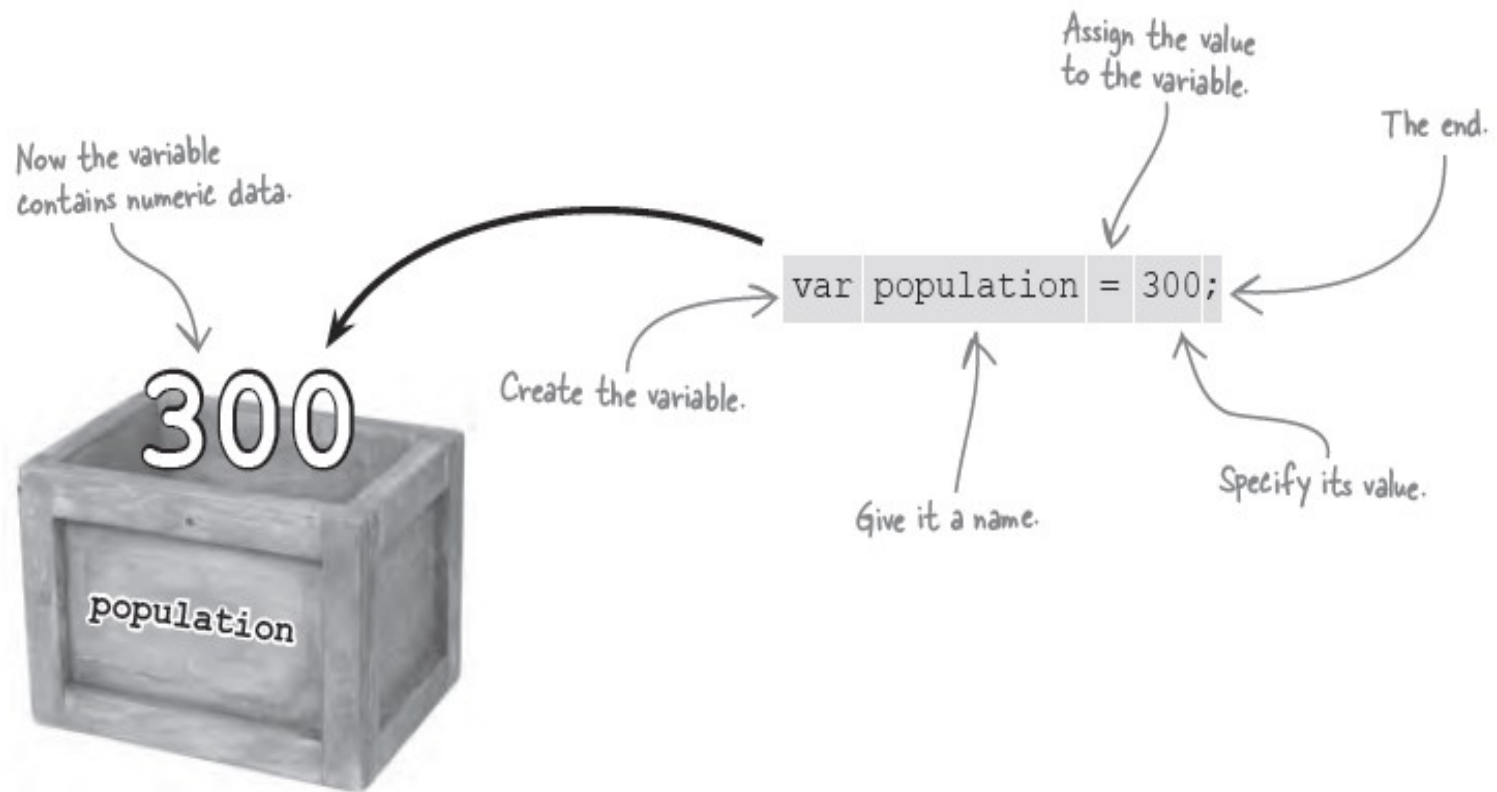 Assign the value
to the variable.
The end.
Now the variable
contains numeric data.
var population = 300;
Create the variable.
300
Specify its value.
Give it a name.
population